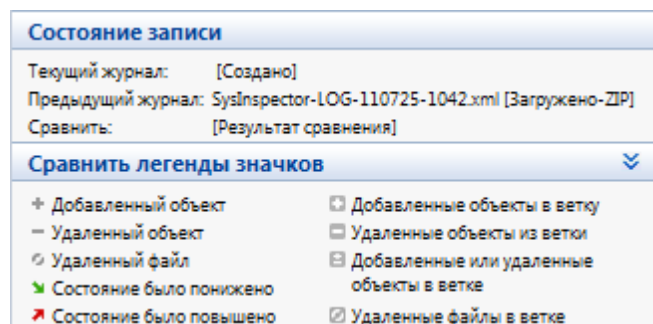 Состояние записи
Текущий журнал: [Создано]
Предыдущий журнал: SysInspector-LOG-110725-1042.xml [Загружено-ZIP]
Сравнить: [Результат сравнения]
Сравнить легенды значков
Добавленный объект
Удаленный объект
Удаленный файл
Состояние было понижено
Состояние было повышено
Добавленные объекты в ветку
Удаленные объекты из ветки
Добавленные или удаленные
объекты в ветке
Удаленные файлы в ветке